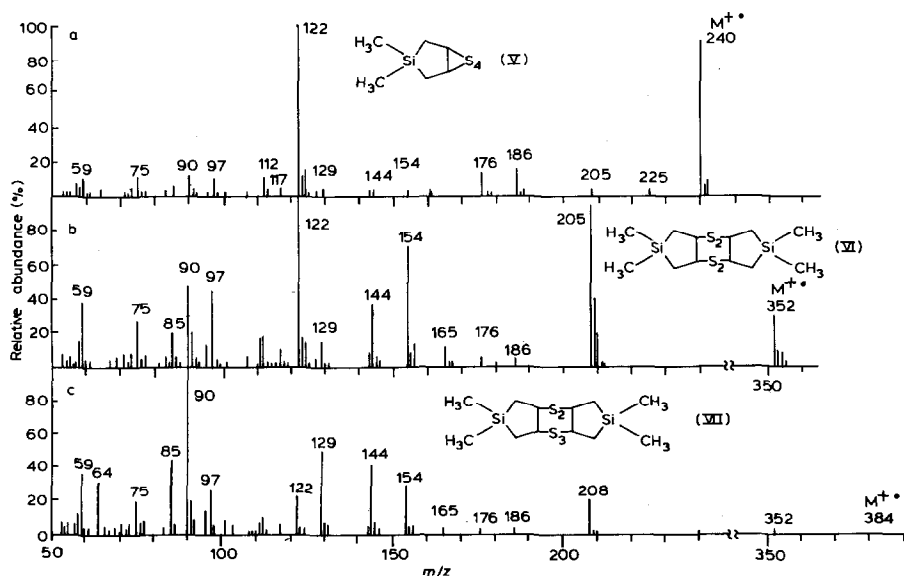 Relative abundance (%)
a
100
80
60
40
20
0
122
H₃C
H₃C
Si
S₄
(V)
M⁺•
240
59
75
90
97
112
117
129
144
154
176
186
205
225
b
80
60
40
20
0
59
75
85
90
97
122
129
144
154
165
176
186
205
H₃C
H₃C
Si
S₂
S₂
Si
CH₃
CH₃
(VI)
M⁺•
352
350
c
80
60
40
20
0
59
64
75
85
90
97
122
129
144
154
165
176
186
208
352
H₃C
H₃C
Si
S₂
S₃
Si
CH₃
CH₃
(VII)
M⁺•
384
50
100
150
200
350
m/z